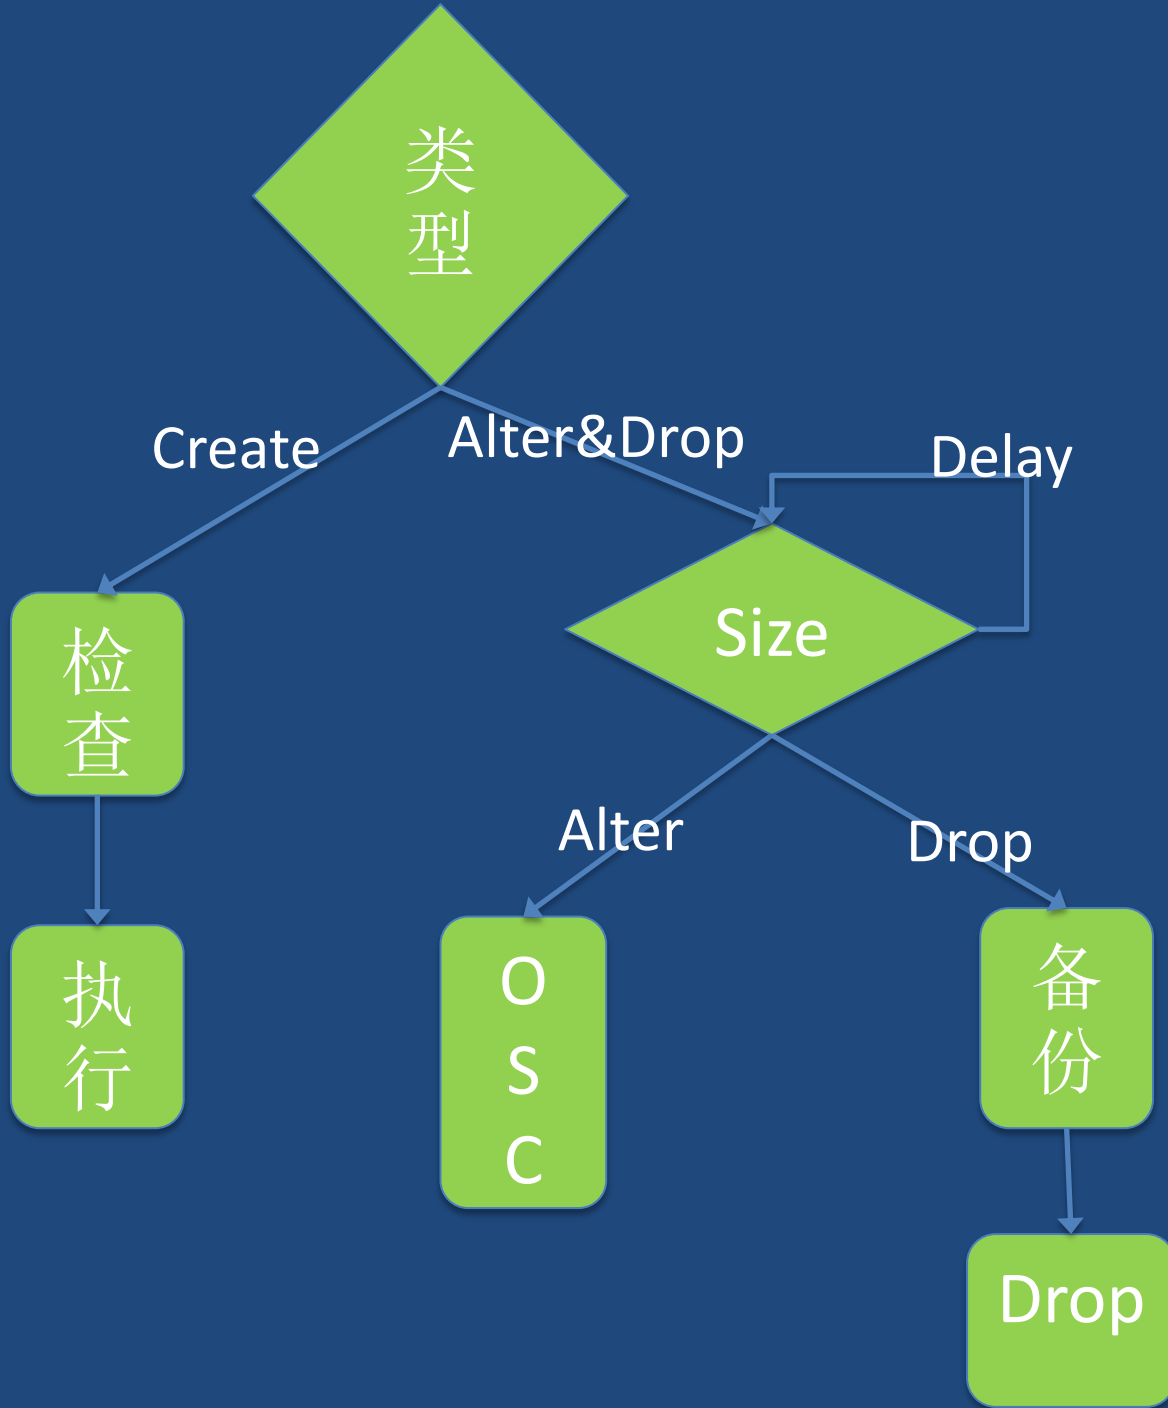 类
型
Create
Alter&Drop
Delay
Size
检
查
Alter
Drop
执
行
O
S
C
备
份
Drop